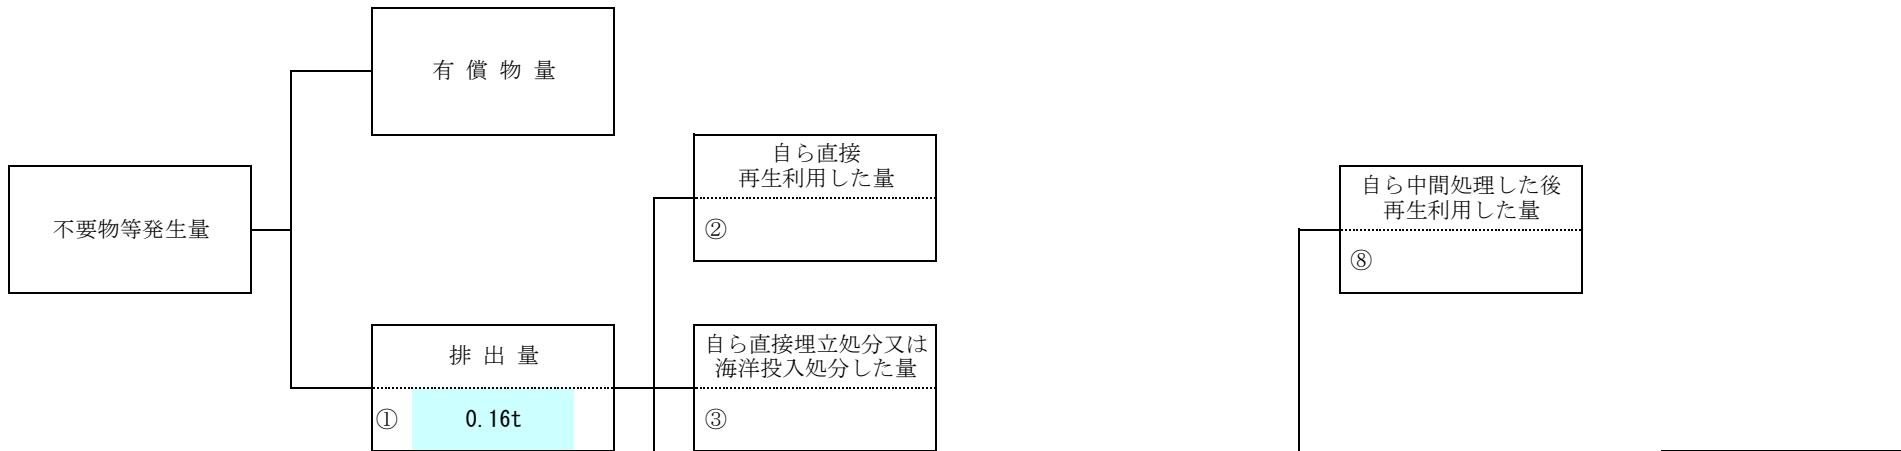 有 償 物 量
自ら直接
再生利用した量
②
自ら中間処理した後
再生利用した量
⑧
不要物等発生量
排 出 量
① 0.16t
自ら直接埋立処分又は
海洋投入処分した量
③